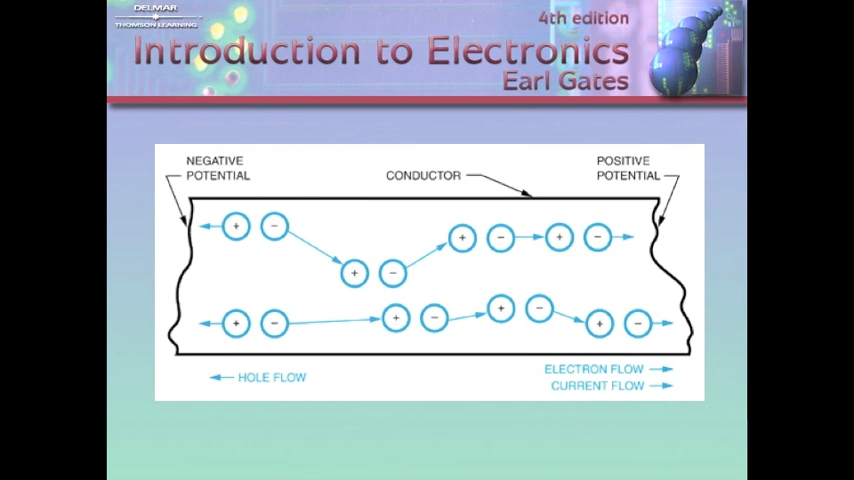 DELMAR
THOMSON LEARNING
4th edition
Introduction to Electronics
Earl Gates
NEGATIVE
POTENTIAL
CONDUCTOR
POSITIVE
POTENTIAL
+ − + − + −
+ −
+ − + − + − + −
HOLE FLOW
ELECTRON FLOW
CURRENT FLOW